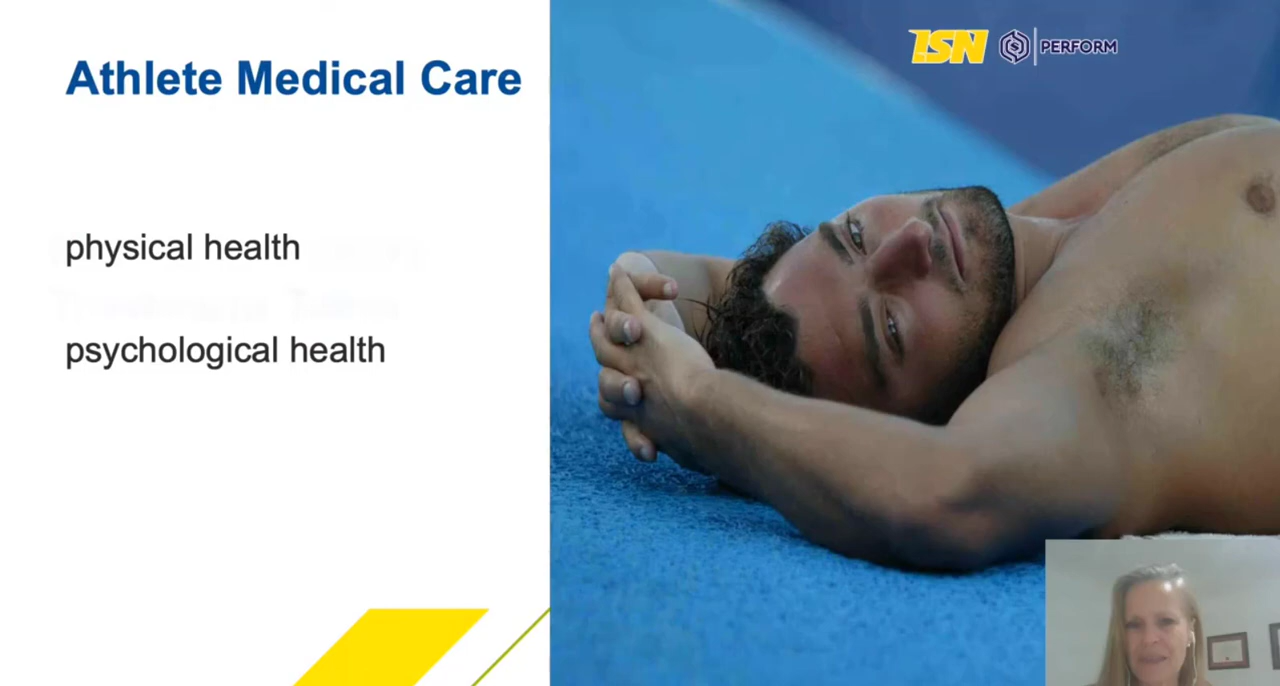 Athlete Medical Care
physical health
psychological health
ISN
PERFORM